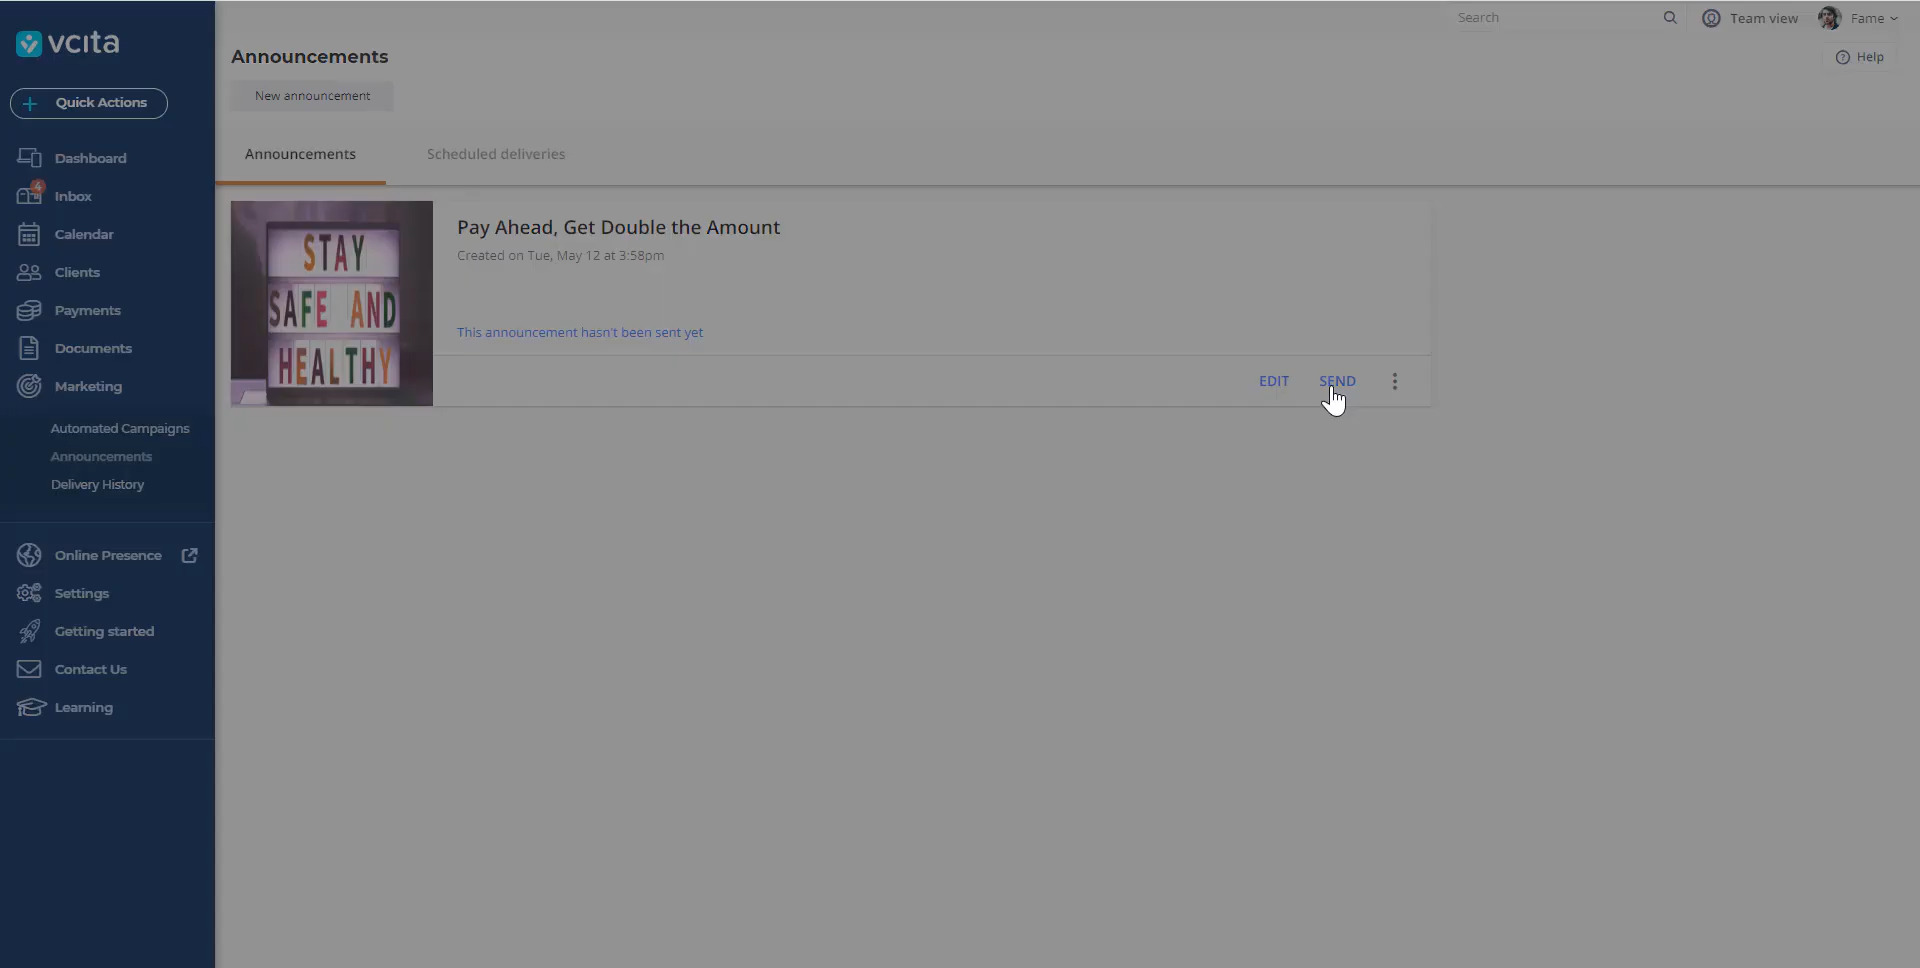 vcita
Search
Team view
Fame
Announcements
Help
Quick Actions
New announcement
Announcements
Scheduled deliveries
Dashboard
4
Inbox
Calendar
Clients
Payments
Documents
Marketing
Automated Campaigns
Announcements
Delivery History
Online Presence
Settings
Getting started
Contact Us
Learning
STAY
SAFE AND
HEALTHY
Pay Ahead, Get Double the Amount
Created on Tue, May 12 at 3:58pm
This announcement hasn't been sent yet
EDIT
SEND